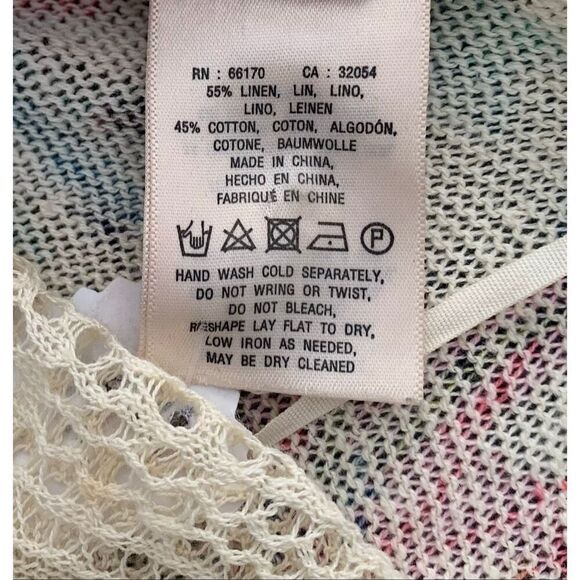 RN : 66170 CA : 32054
55% LINEN, LIN, LINO,
LINO, LEINEN
45% COTTON, COTON, ALGODÓN,
COTONE, BAUMWOLLE
MADE IN CHINA,
HECHO EN CHINA,
FABRIQUÉ EN CHINE
P
HAND WASH COLD SEPARATELY,
DO NOT WRING OR TWIST,
DO NOT BLEACH,
RESHAPE LAY FLAT TO DRY,
LOW IRON AS NEEDED,
MAY BE DRY CLEANED